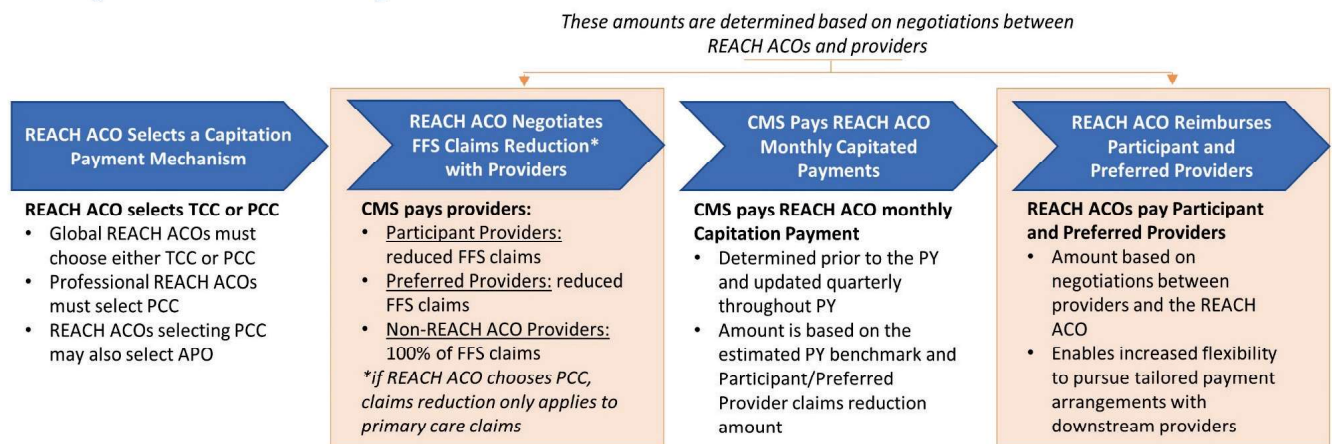 These amounts are determined based on negotiations between
REACH ACOs and providers
REACH ACO Selects a Capitation
Payment Mechanism
REACH ACO selects TCC or PCC
• Global REACH ACOs must
choose either TCC or PCC
• Professional REACH ACOs
must select PCC
• REACH ACOs selecting PCC
may also select APO
REACH ACO Negotiates
FFS Claims Reduction*
with Providers
CMS pays providers:
• Participant Providers:
reduced FFS claims
• Preferred Providers: reduced
FFS claims
• Non-REACH ACO Providers:
100% of FFS claims
*if REACH ACO chooses PCC,
claims reduction only applies to
primary care claims
CMS Pays REACH ACO
Monthly Capitated
Payments
CMS pays REACH ACO monthly
Capitation Payment
• Determined prior to the PY
and updated quarterly
throughout PY
• Amount is based on the
estimated PY benchmark and
Participant/Preferred
Provider claims reduction
amount
REACH ACO Reimburses
Participant and
Preferred Providers
REACH ACOs pay Participant
and Preferred Providers
• Amount based on
negotiations between
providers and the REACH
ACO
• Enables increased flexibility
to pursue tailored payment
arrangements with
downstream providers